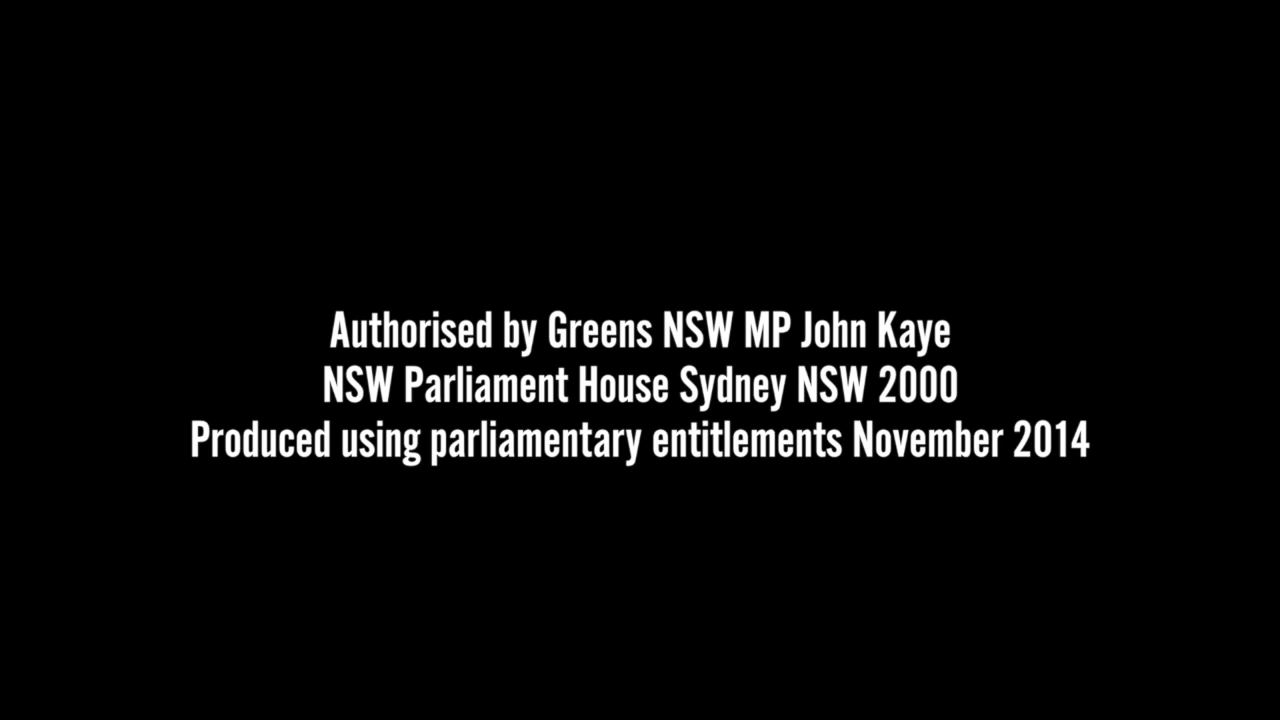 Authorised by Greens NSW MP John Kaye
NSW Parliament House Sydney NSW 2000
Produced using parliamentary entitlements November 2014